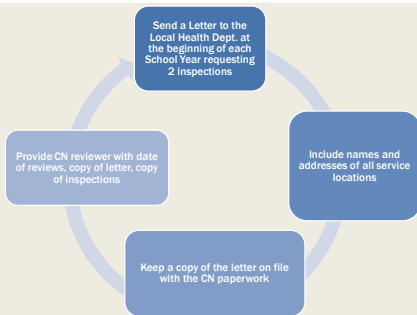 Send a Letter to the
Local Health Dept. at
the beginning of each
School Year requesting
2 inspections
Include names and
addresses of all service
locations
Keep a copy of the letter on file
with the CN paperwork
Provide CN reviewer with date
of reviews, copy of letter, copy
of inspections